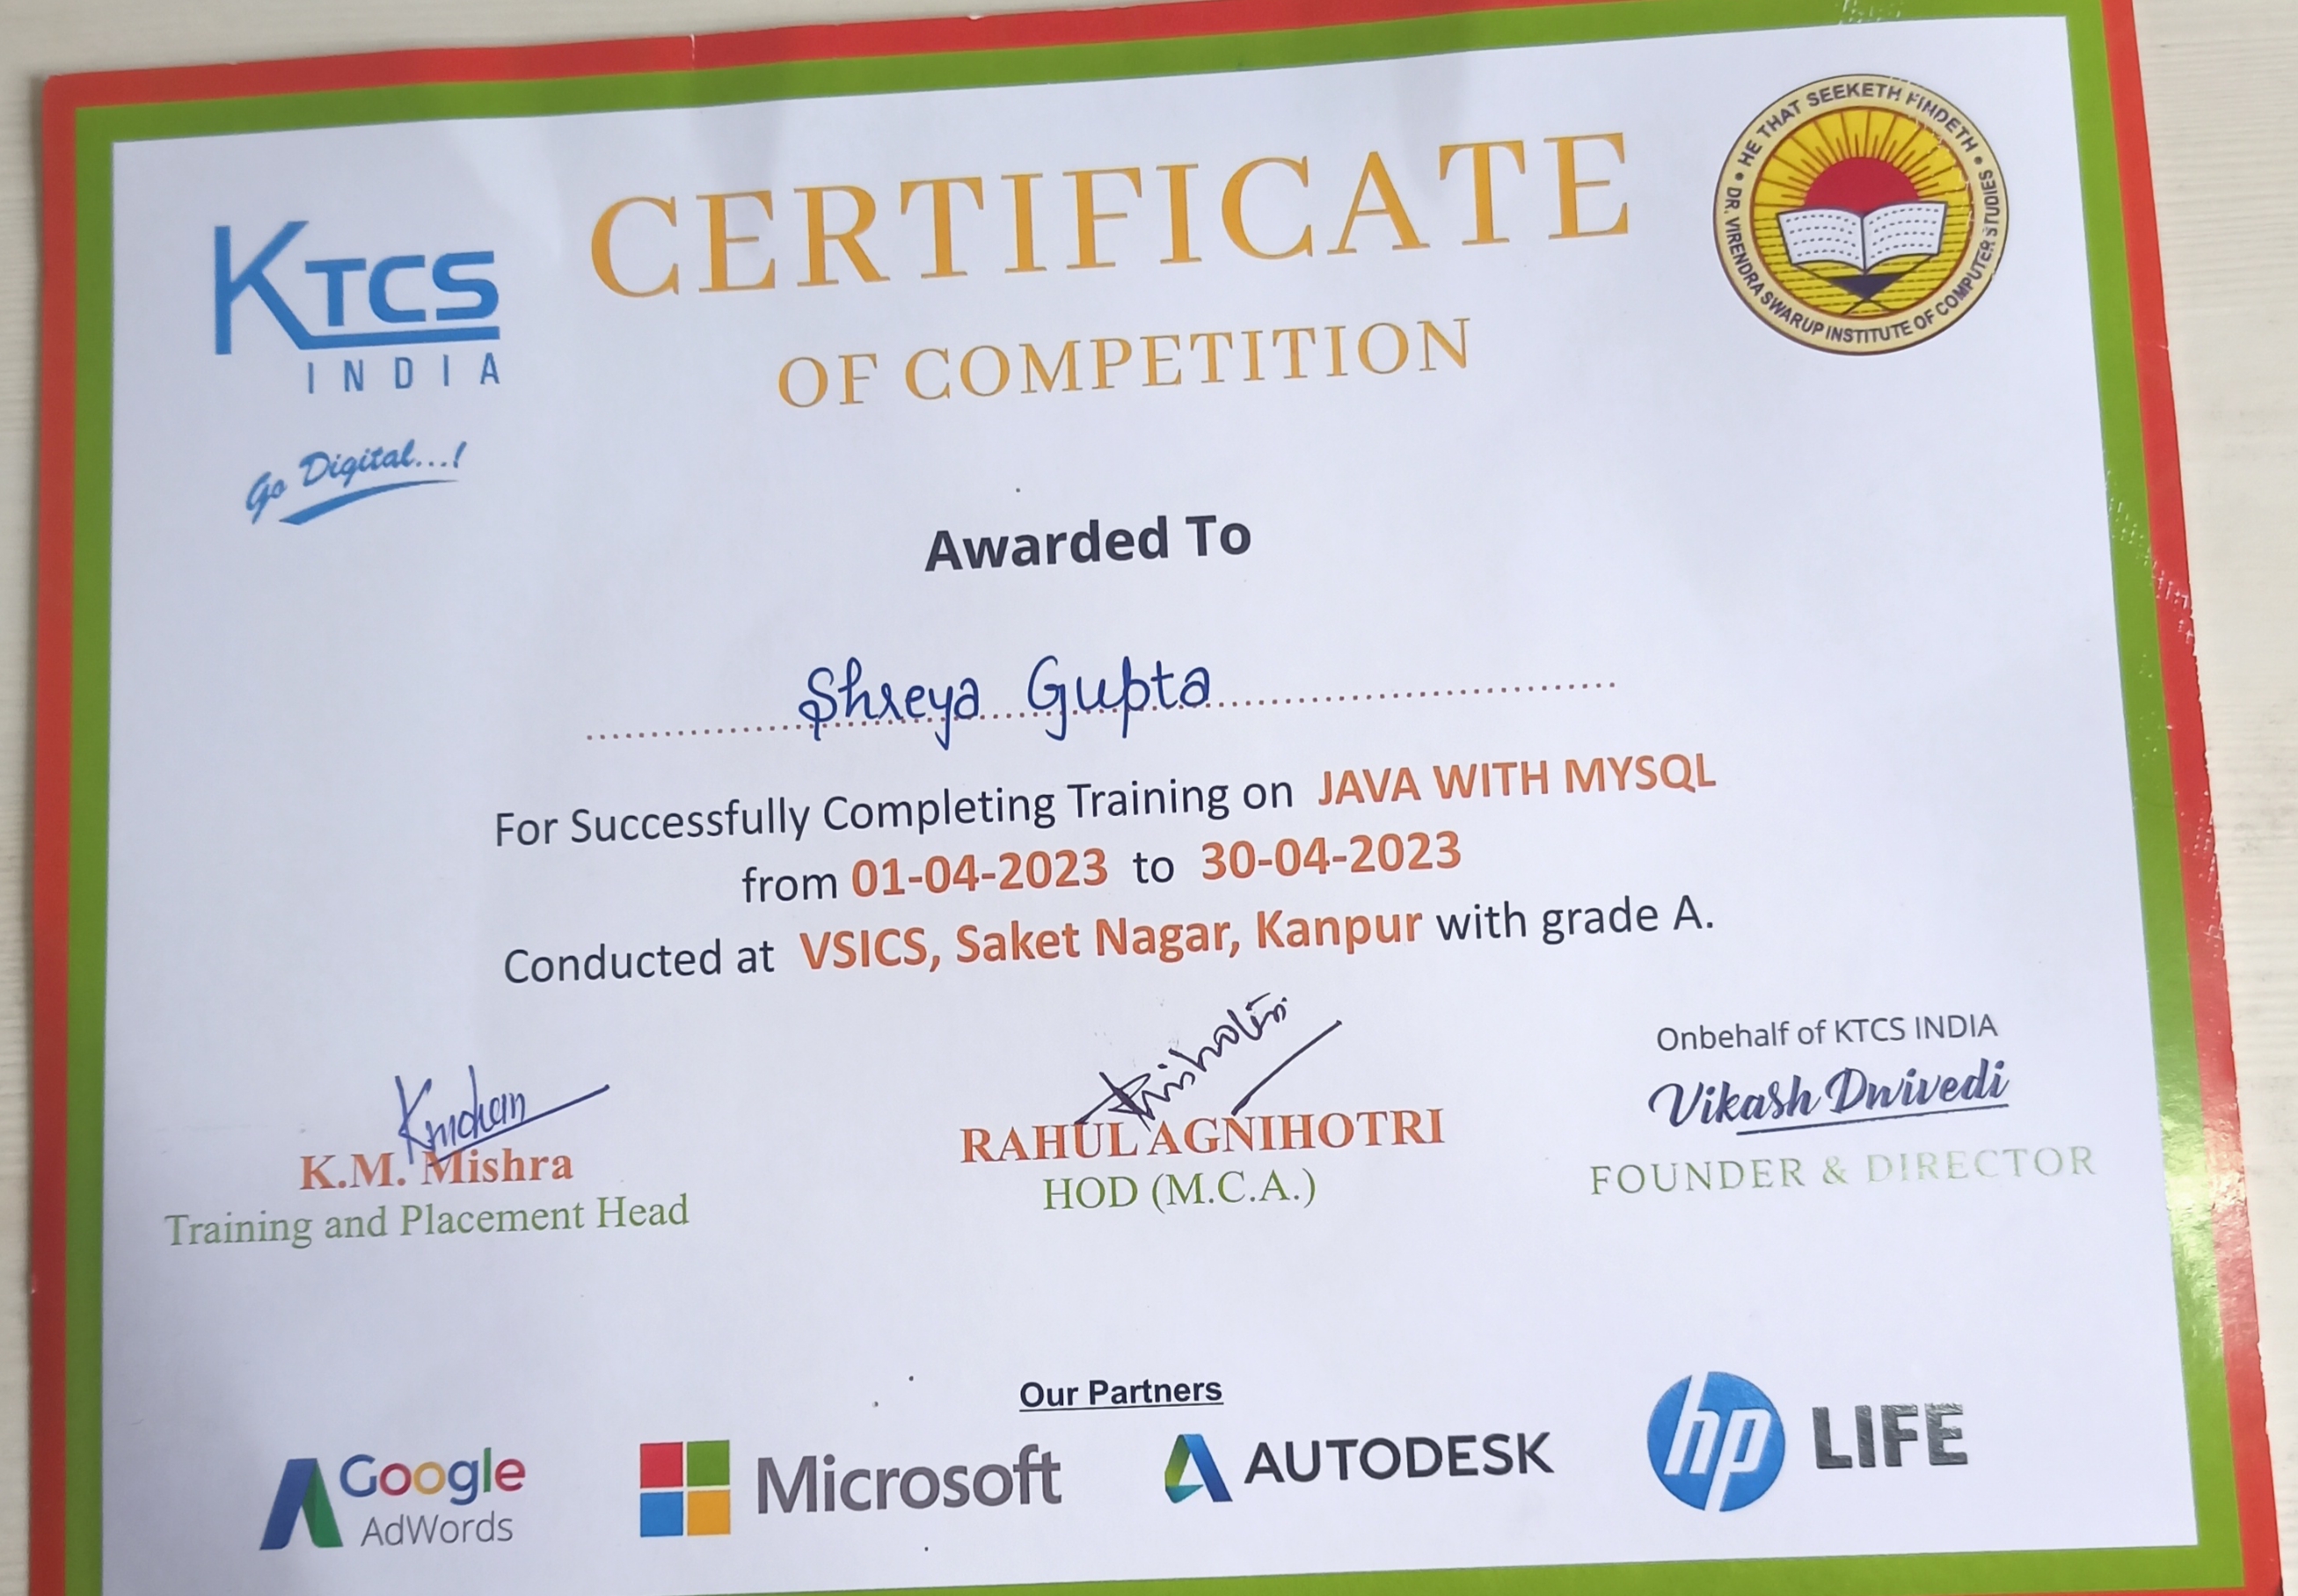 KTCS
INDIA
Go Digital...!
CERTIFICATE
OF COMPETITION
• HE THAT SEEKETH FINDETH •
DR. VIRENDRA SWARUP INSTITUTE OF COMPUTER STUDIES
Awarded To
Shreya Gupta
For Successfully Completing Training on JAVA WITH MYSQL
from 01-04-2023 to 30-04-2023
Conducted at VSICS, Saket Nagar, Kanpur with grade A.
K.M. Mishra
Training and Placement Head
RAHUL AGNIHOTRI
HOD (M.C.A.)
Onbehalf of KTCS INDIA
Vikash Dwivedi
FOUNDER & DIRECTOR
Our Partners
Google
AdWords
Microsoft
AUTODESK
hp LIFE